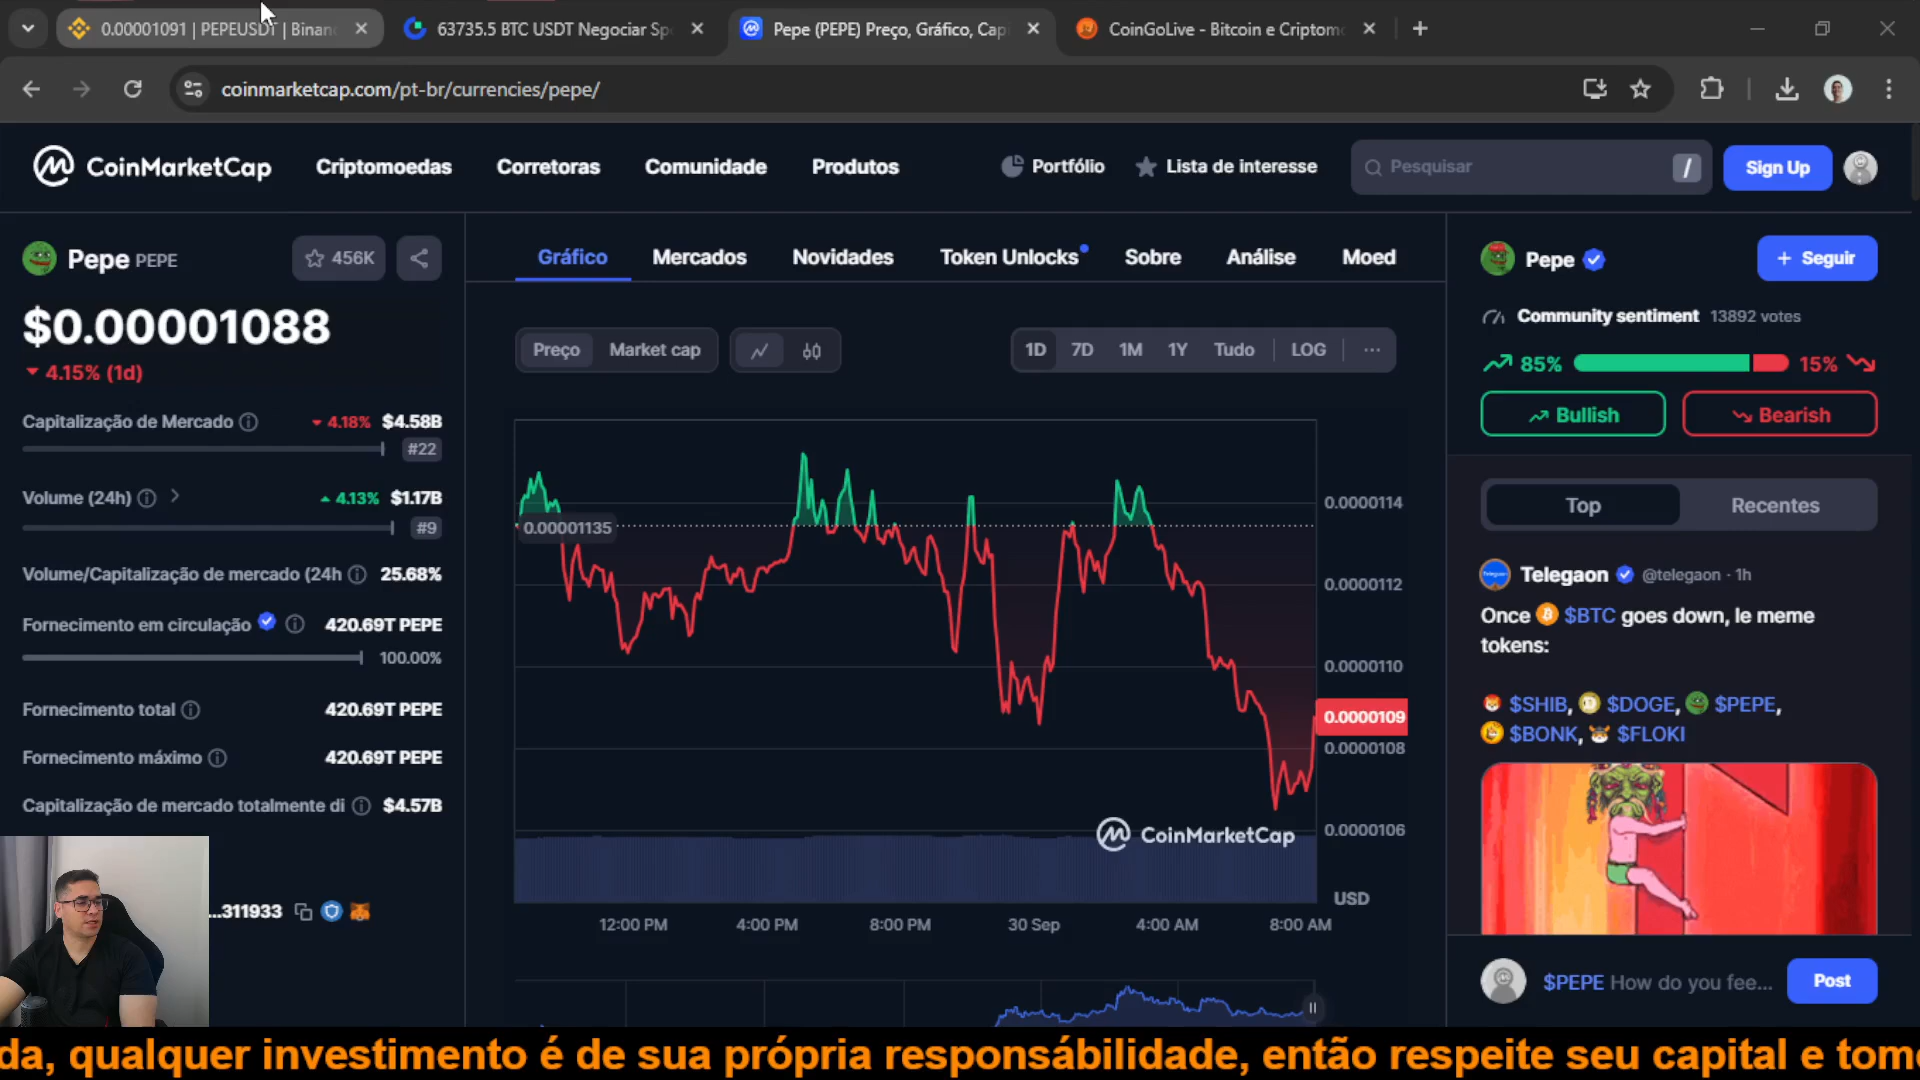 0.00001091 | PEPEUSDT | Binan
63735.5 BTC USDT Negociar Spo
Pepe (PEPE) Preço, Gráfico, Cap
CoinGoLive - Bitcoin e Criptom
coinmarketcap.com/pt-br/currencies/pepe/
CoinMarketCap
Criptomoedas
Corretoras
Comunidade
Produtos
Portfólio
Lista de interesse
Pesquisar
/
Sign Up
Pepe PEPE
456K
$0.00001088
4.15% (1d)
Capitalização de Mercado
4.18% $4.58B
#22
Volume (24h)
4.13% $1.17B
#9
Volume/Capitalização de mercado (24h
25.68%
Fornecimento em circulação
420.69T PEPE
100.00%
Fornecimento total
420.69T PEPE
Fornecimento máximo
420.69T PEPE
Capitalização de mercado totalmente di
$4.57B
...311933
Gráfico
Mercados
Novidades
Token Unlocks
Sobre
Análise
Moed
Preço
Market cap
1D
7D
1M
1Y
Tudo
LOG
0.00001135
0.0000114
0.0000112
0.0000110
0.0000109
0.0000108
0.0000106
CoinMarketCap
USD
12:00 PM
4:00 PM
8:00 PM
30 Sep
4:00 AM
8:00 AM
Pepe
+ Seguir
Community sentiment 13892 votes
85%
15%
Bullish
Bearish
Top
Recentes
Telegaon @telegaon · 1h
Once $BTC goes down, le meme
tokens:
$SHIB, $DOGE, $PEPE,
$BONK, $FLOKI
$PEPE How do you fee...
Post
da, qualquer investimento é de sua própria responsábilidade, então respeite seu capital e tome